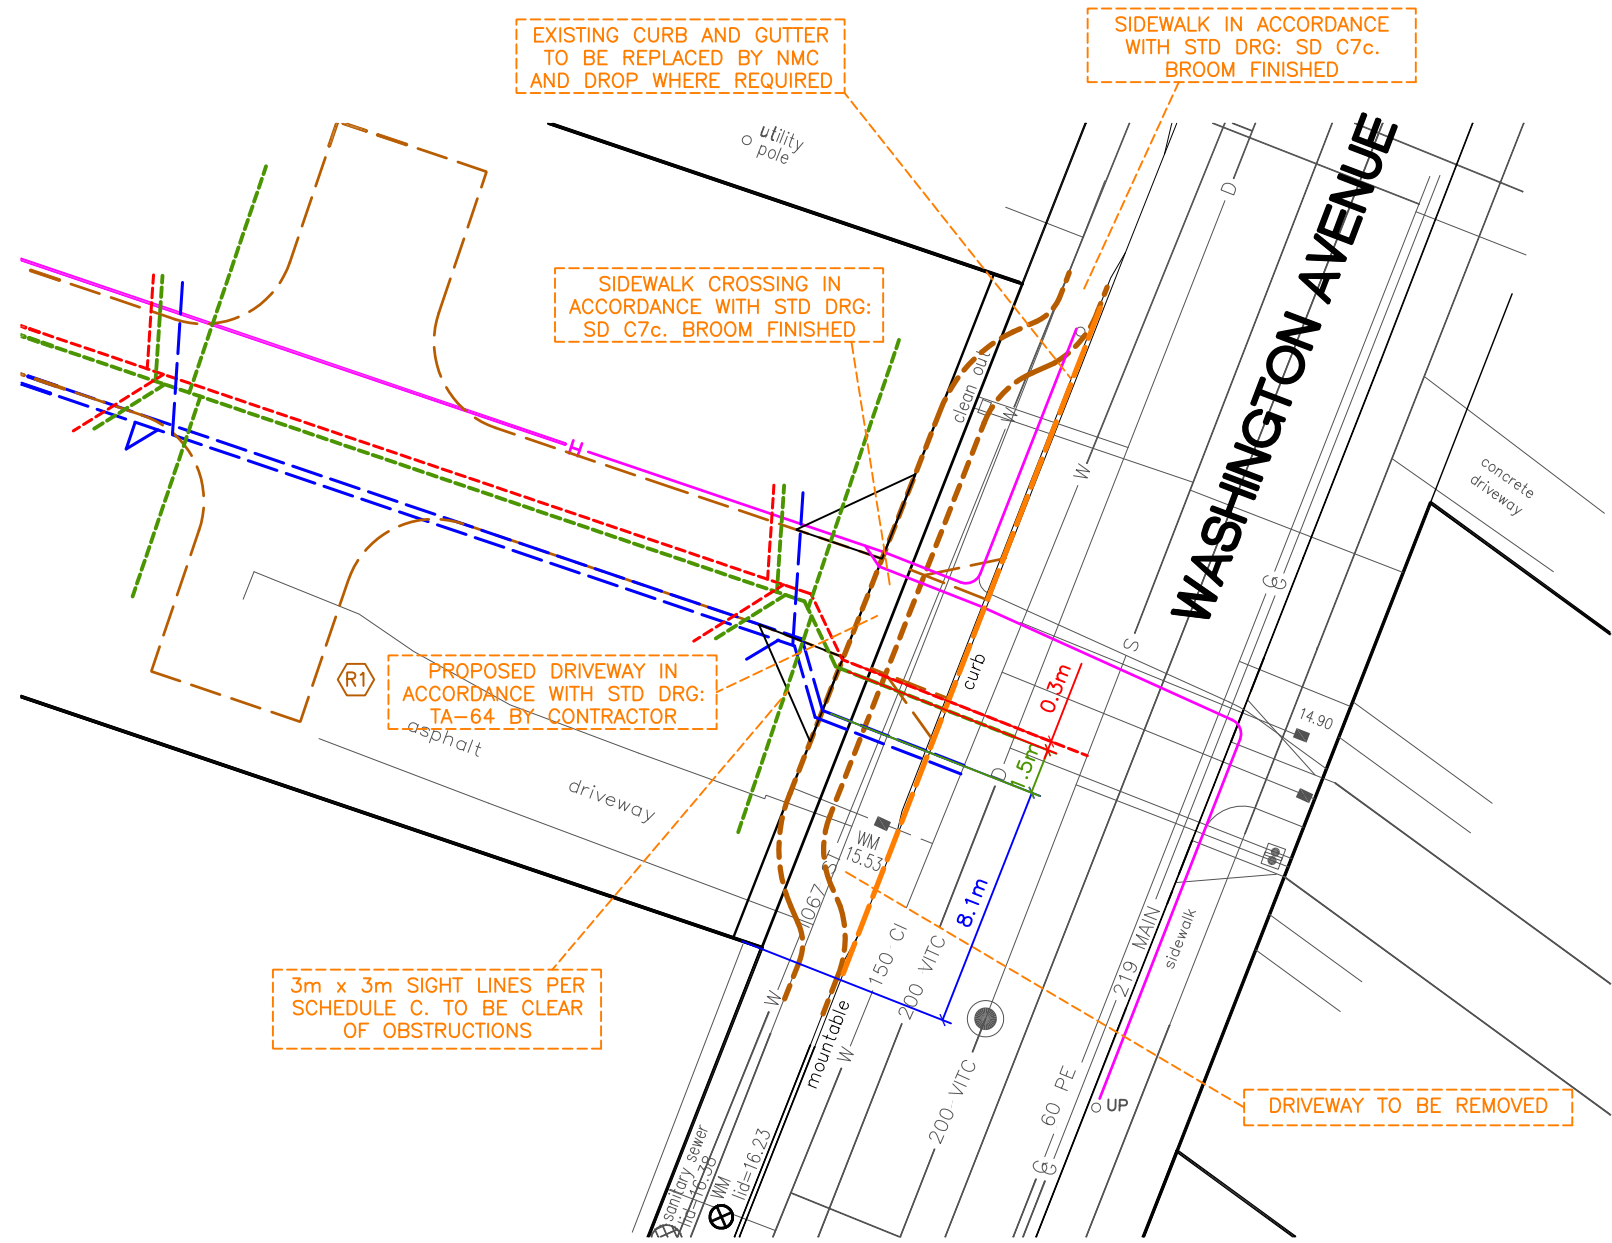 EXISTING CURB AND GUTTER
TO BE REPLACED BY NMC
AND DROP WHERE REQUIRED
SIDEWALK IN ACCORDANCE
WITH STD DRG: SD C7c.
BROOM FINISHED
utility
pole
D
WASHINGTON AVENUE
SIDEWALK CROSSING IN
ACCORDANCE WITH STD DRG:
SD C7c. BROOM FINISHED
clean out
W
W
H
concrete
driveway
G
G
S
curb
0.3m
14.90
R1
PROPOSED DRIVEWAY IN
ACCORDANCE WITH STD DRG:
TA-64 BY CONTRACTOR
asphalt
driveway
D
1.5m
WM
15.53
1067 ST
8.1m
150 CI
200 VITC
219 MAIN
sidewalk
3m x 3m SIGHT LINES PER
SCHEDULE C. TO BE CLEAR
OF OBSTRUCTIONS
W
mountable
W
200 VITC
60 PE
G
G
UP
DRIVEWAY TO BE REMOVED
sanitary sewer
lid=16.38
WM
lid=16.23